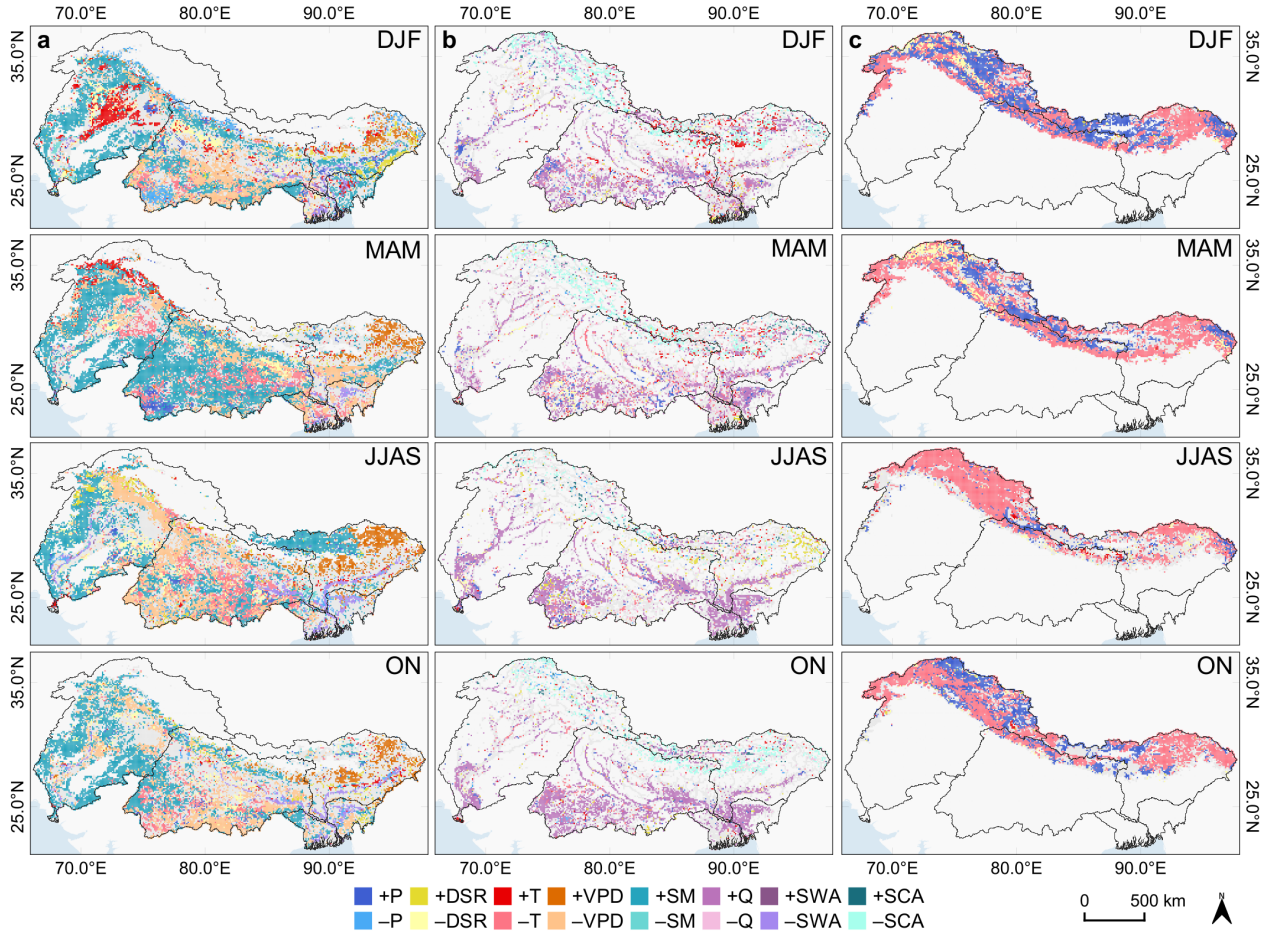 70.0°E 80.0°E 90.0°E 70.0°E 80.0°E 90.0°E 70.0°E 80.0°E 90.0°E
a DJF b DJF c DJF
35.0°N 35.0°N
25.0°N 25.0°N
MAM MAM MAM
35.0°N 35.0°N
25.0°N 25.0°N
JJAS JJAS JJAS
35.0°N 35.0°N
25.0°N 25.0°N
ON ON ON
35.0°N 35.0°N
25.0°N 25.0°N
70.0°E 80.0°E 90.0°E 70.0°E 80.0°E 90.0°E 70.0°E 80.0°E 90.0°E
+P +DSR +T +VPD +SM +Q +SWA +SCA 0 500 km N
–P –DSR –T –VPD –SM –Q –SWA –SCA